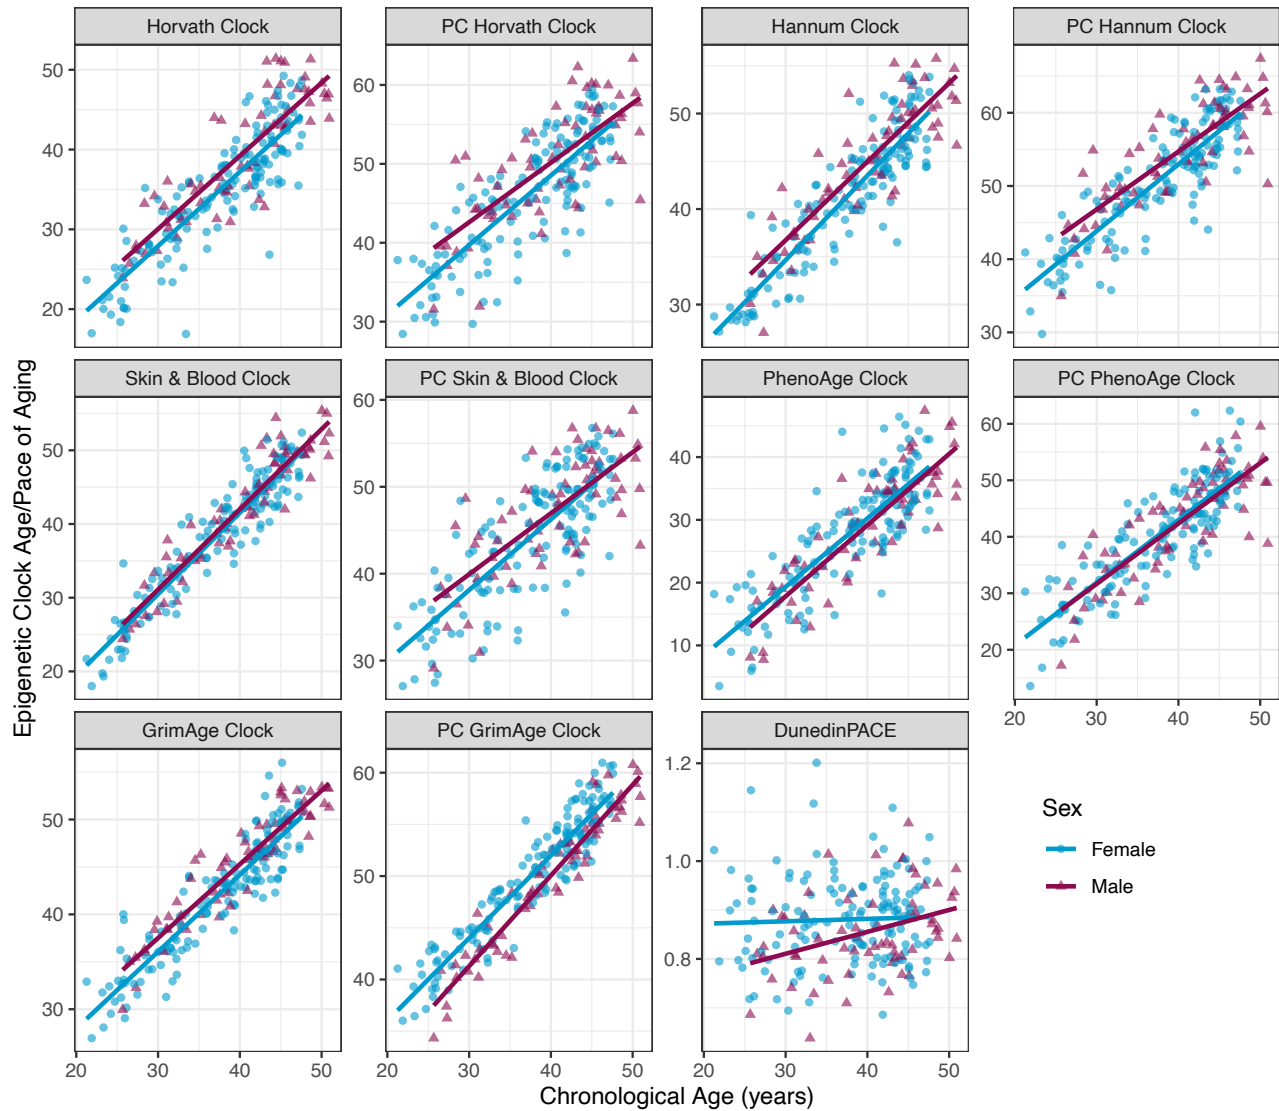 Horvath Clock
PC Horvath Clock
Hannum Clock
PC Hannum Clock
50
40
30
20
60
50
40
30
50
40
30
60
50
40
30
Skin & Blood Clock
PC Skin & Blood Clock
PhenoAge Clock
PC PhenoAge Clock
Epigenetic Clock Age/Pace of Aging
50
40
30
20
60
50
40
30
40
30
20
10
60
50
40
30
20
20 30 40 50
GrimAge Clock
PC GrimAge Clock
DunedinPACE
50
40
30
60
50
40
1.2
1.0
0.8
20 30 40 50
20 30 40 50
20 30 40 50
Chronological Age (years)
Sex
Female
Male